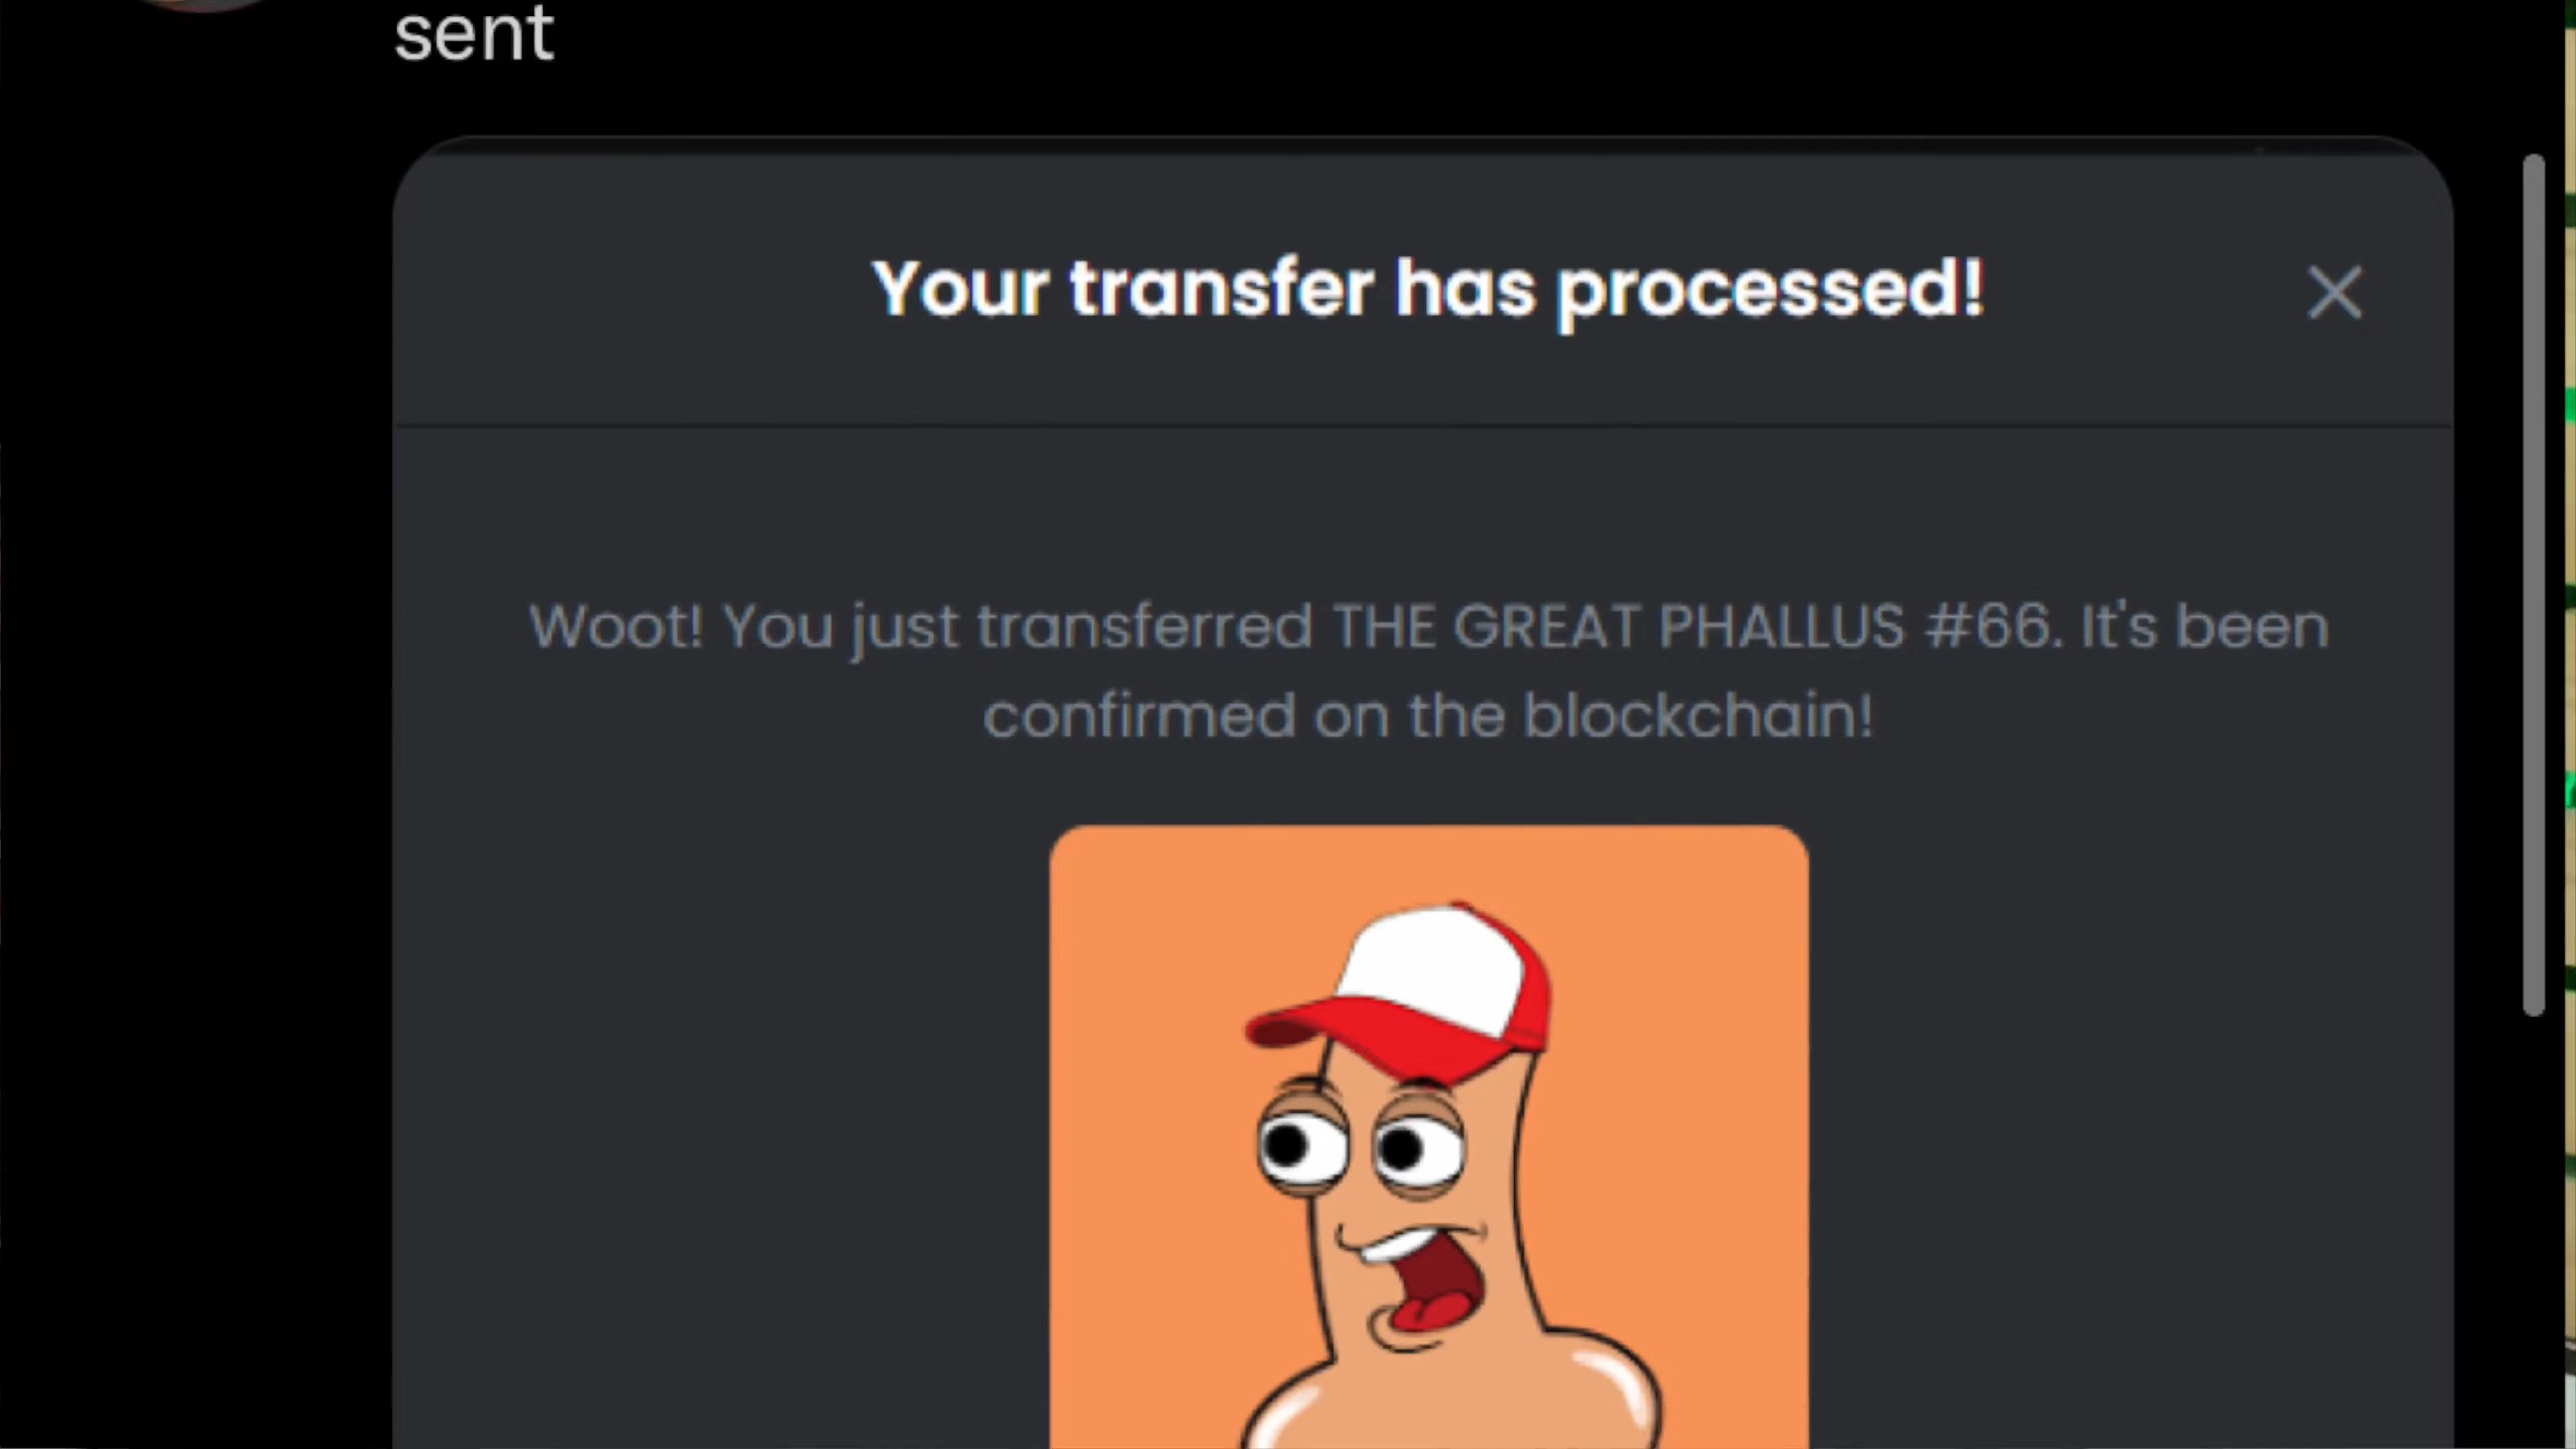 sent
Your transfer has processed!
Woot! You just transferred THE GREAT PHALLUS #66. It's been
confirmed on the blockchain!